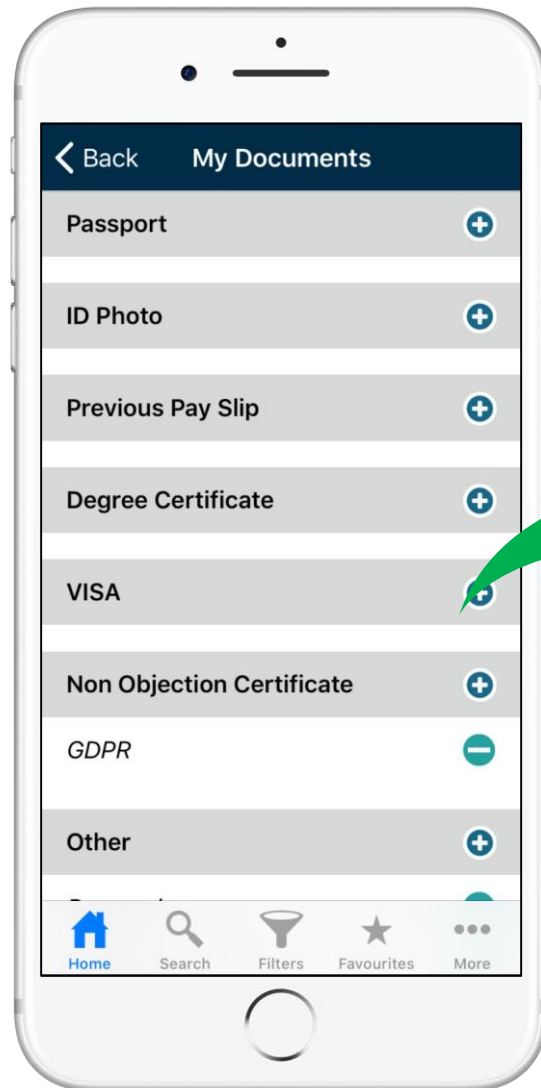 Back My Documents
Passport
ID Photo
Previous Pay Slip
Degree Certificate
VISA
Non Objection Certificate
GDPR
Other
Home Search Filters Favourites More